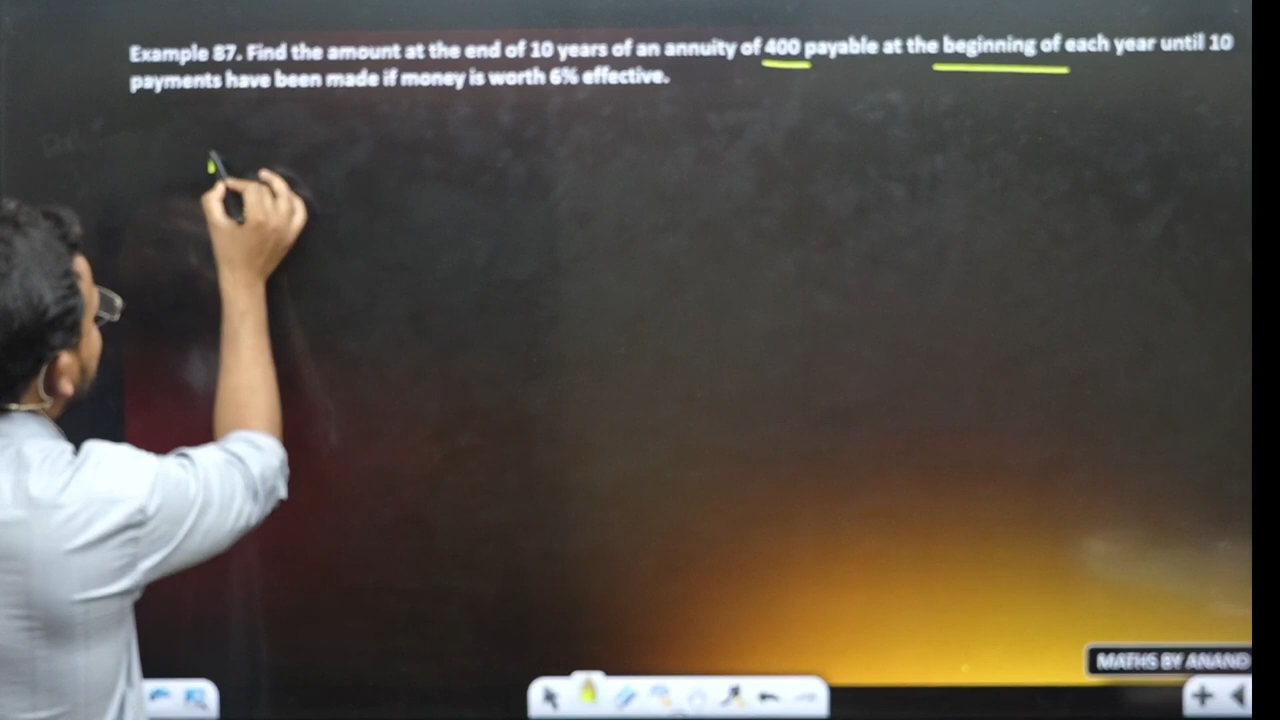 Example 87. Find the amount at the end of 10 years of an annuity of 400 payable at the beginning of each year until 10
payments have been made if money is worth 6% effective.
MATHS BY ANAND